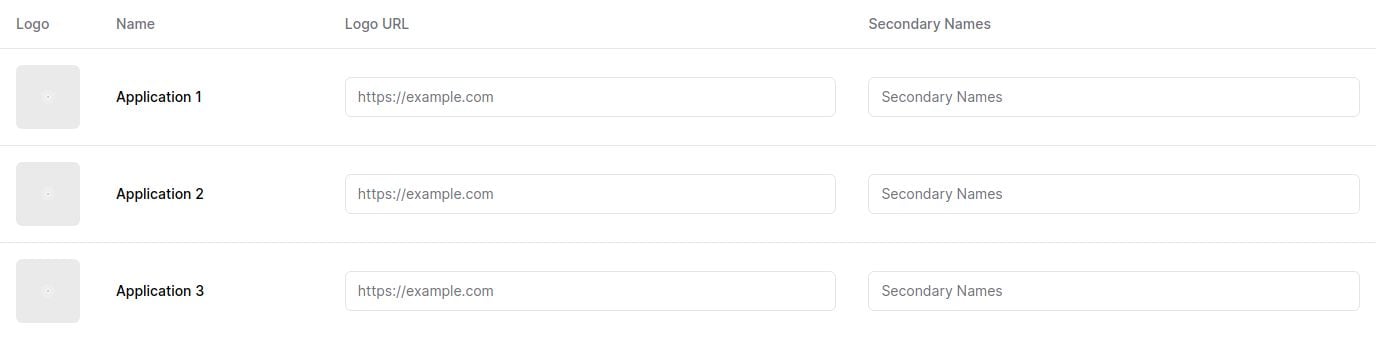 Logo Name Logo URL Secondary Names
Application 1 https://example.com Secondary Names
Application 2 https://example.com Secondary Names
Application 3 https://example.com Secondary Names